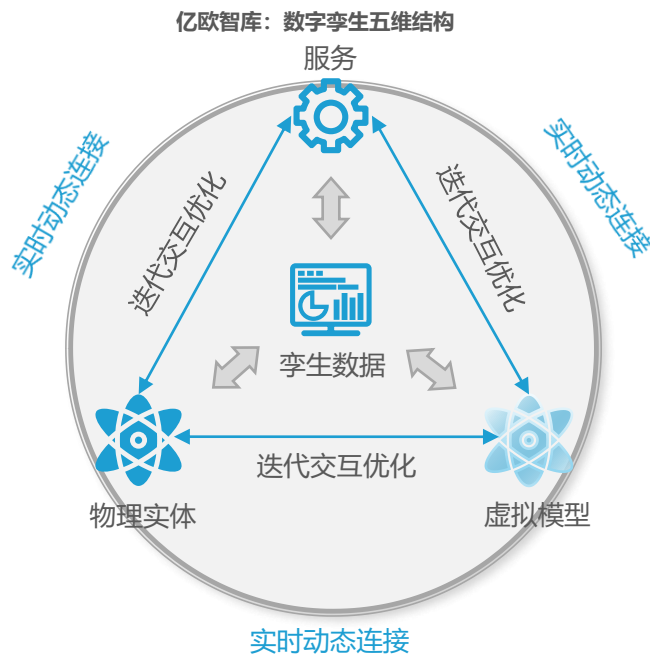 亿欧智库：数字孪生五维结构
服务
实时动态连接
实时动态连接
迭代交互优化
迭代交互优化
孪生数据
迭代交互优化
物理实体
虚拟模型
实时动态连接